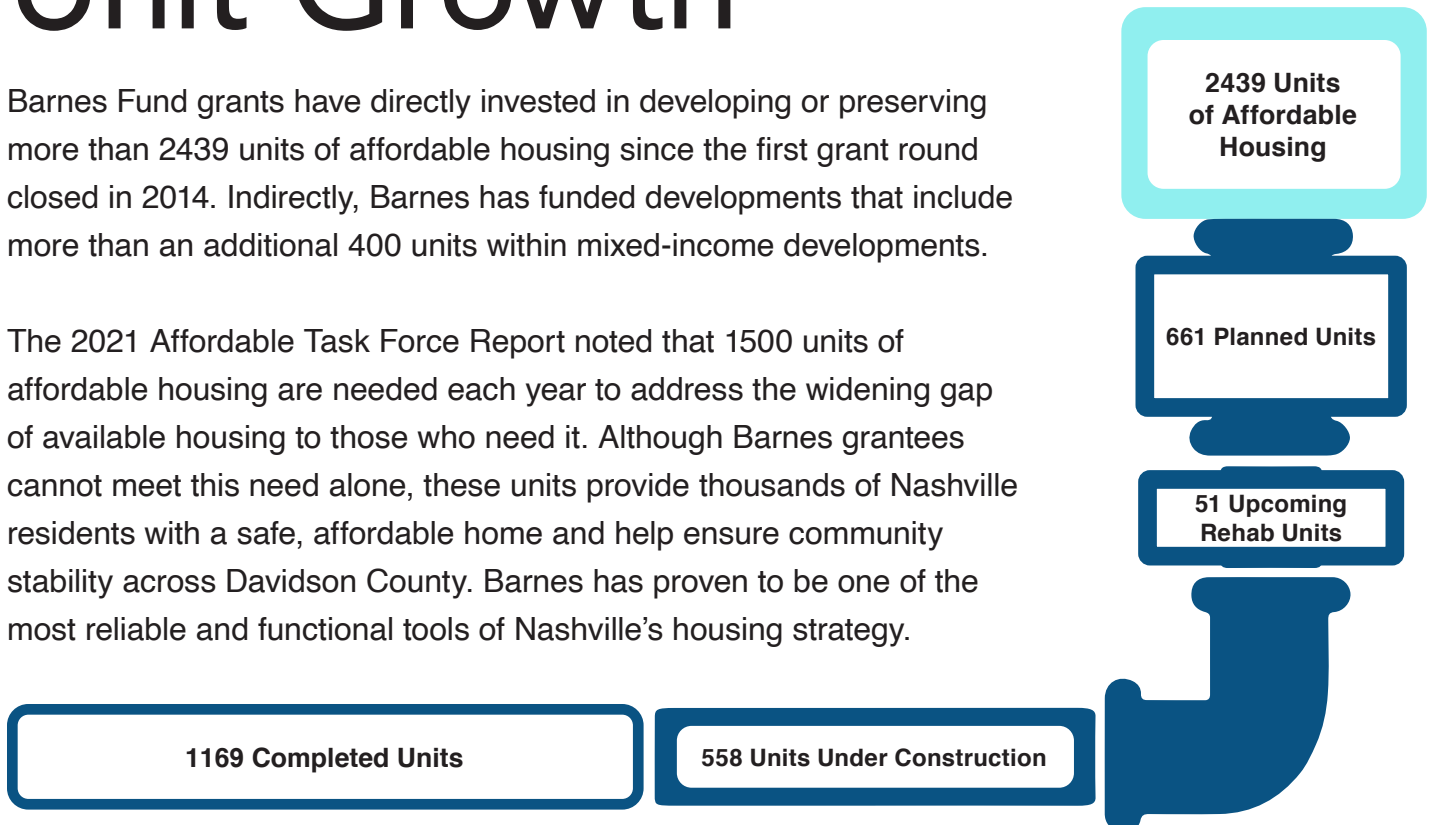 Unit Growth
Barnes Fund grants have directly invested in developing or preserving
more than 2439 units of affordable housing since the first grant round
closed in 2014. Indirectly, Barnes has funded developments that include
more than an additional 400 units within mixed-income developments.
The 2021 Affordable Task Force Report noted that 1500 units of
affordable housing are needed each year to address the widening gap
of available housing to those who need it. Although Barnes grantees
cannot meet this need alone, these units provide thousands of Nashville
residents with a safe, affordable home and help ensure community
stability across Davidson County. Barnes has proven to be one of the
most reliable and functional tools of Nashville’s housing strategy.
2439 Units
of Affordable
Housing
661 Planned Units
51 Upcoming
Rehab Units
1169 Completed Units
558 Units Under Construction